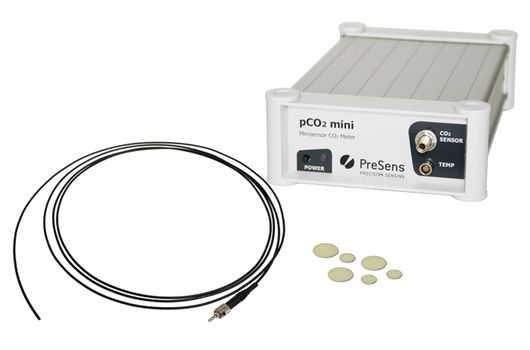 pCO₂ mini
Minisensor CO₂ Meter
POWER
PreSens
PRECISION SENSING
CO₂
SENSOR
TEMP